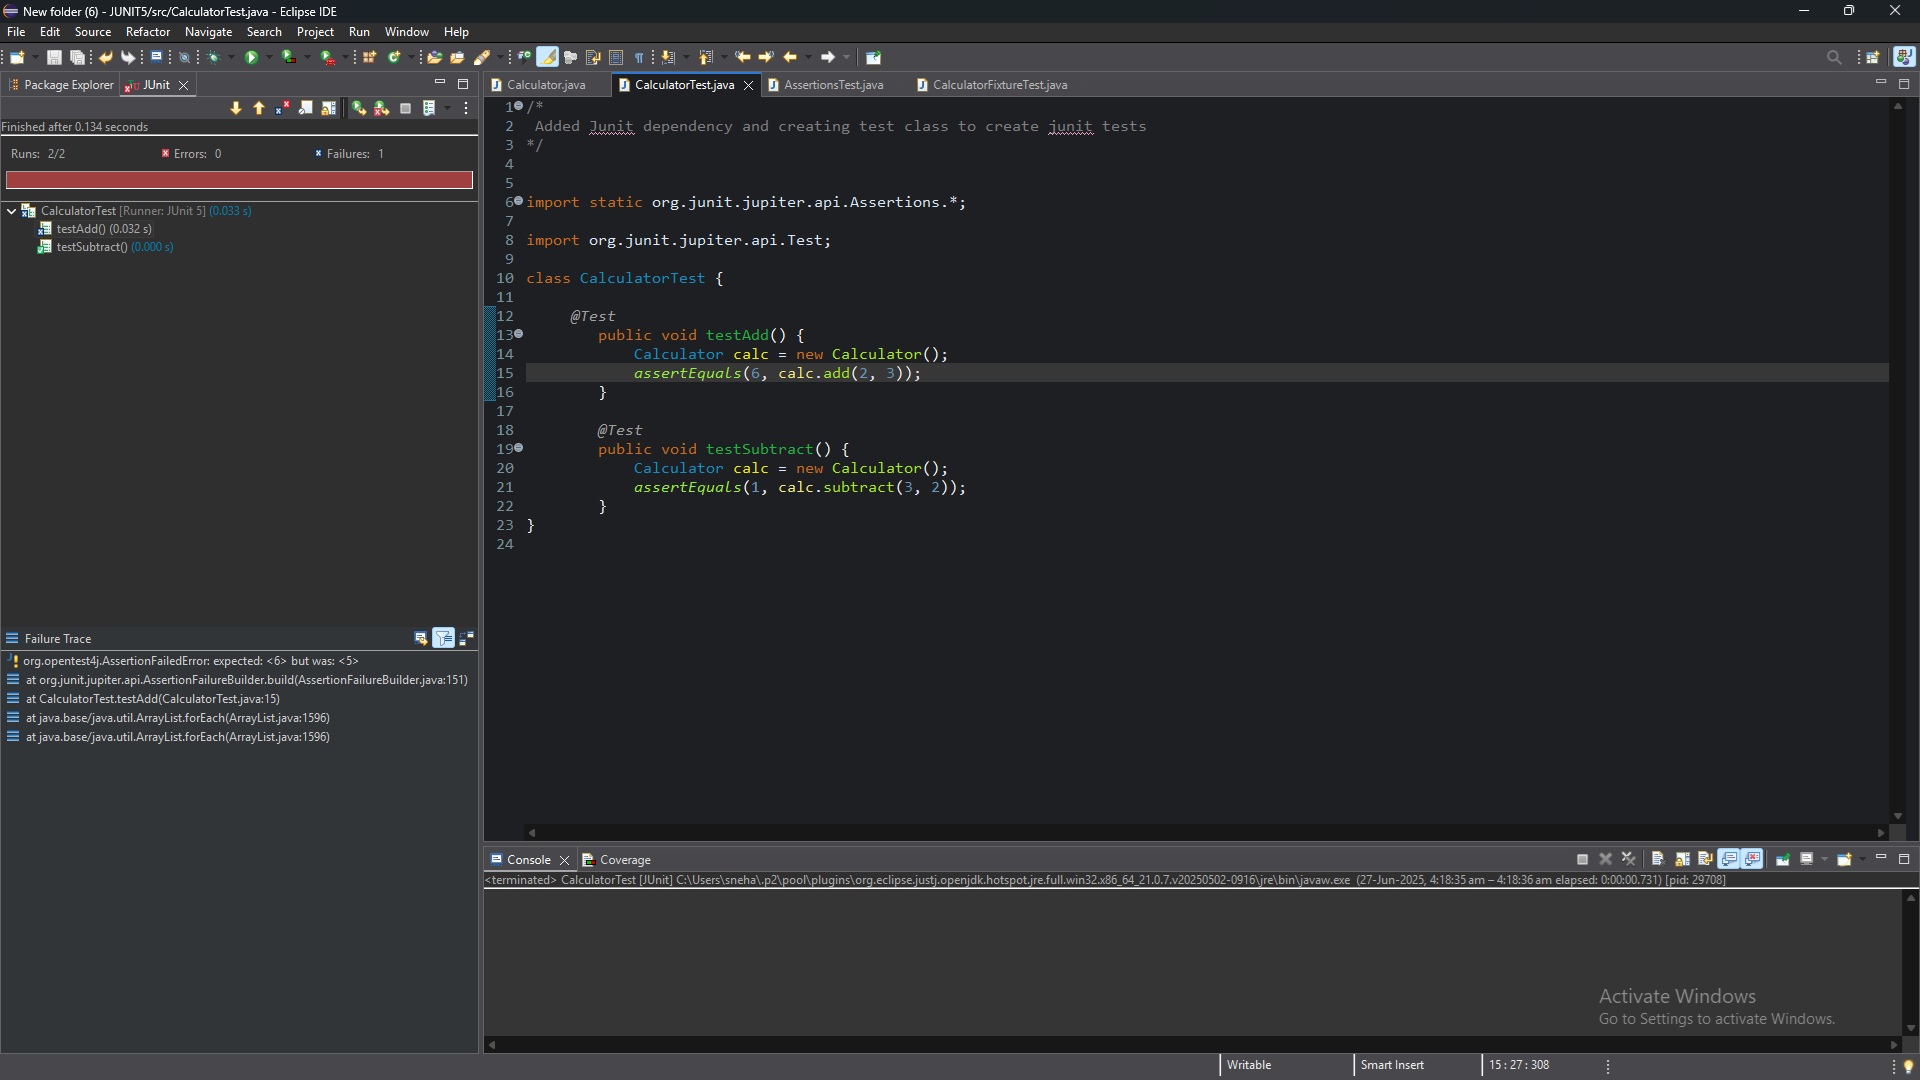 New folder (6) - JUNIT5/src/CalculatorTest.java - Eclipse IDE
File Edit Source Refactor Navigate Search Project Run Window Help
Package Explorer JUnit
Finished after 0.134 seconds
Runs: 2/2 Errors: 0 Failures: 1
CalculatorTest [Runner: JUnit 5] (0.033 s)
testAdd() (0.032 s)
testSubtract() (0.000 s)
Failure Trace
org.opentest4j.AssertionFailedError: expected: <6> but was: <5>
at org.junit.jupiter.api.AssertionFailureBuilder.build(AssertionFailureBuilder.java:151)
at CalculatorTest.testAdd(CalculatorTest.java:15)
at java.base/java.util.ArrayList.forEach(ArrayList.java:1596)
at java.base/java.util.ArrayList.forEach(ArrayList.java:1596)
Calculator.java CalculatorTest.java AssertionsTest.java CalculatorFixtureTest.java
1 /*
2 Added Junit dependency and creating test class to create junit tests
3 */
4
5
6 import static org.junit.jupiter.api.Assertions.*;
7
8 import org.junit.jupiter.api.Test;
9
10 class CalculatorTest {
11
12 @Test
13 public void testAdd() {
14 Calculator calc = new Calculator();
15 assertEquals(6, calc.add(2, 3));
16 }
17
18 @Test
19 public void testSubtract() {
20 Calculator calc = new Calculator();
21 assertEquals(1, calc.subtract(3, 2));
22 }
23 }
24
Console Coverage
<terminated> CalculatorTest [JUnit] C:\Users\sneha\.p2\pool\plugins\org.eclipse.justj.openjdk.hotspot.jre.full.win32.x86_64_21.0.7.v20250502-0916\jre\bin\javaw.exe (27-Jun-2025, 4:18:35 am – 4:18:36 am elapsed: 0:00:00.731) [pid: 29708]
Activate Windows
Go to Settings to activate Windows.
Writable Smart Insert 15 : 27 : 308